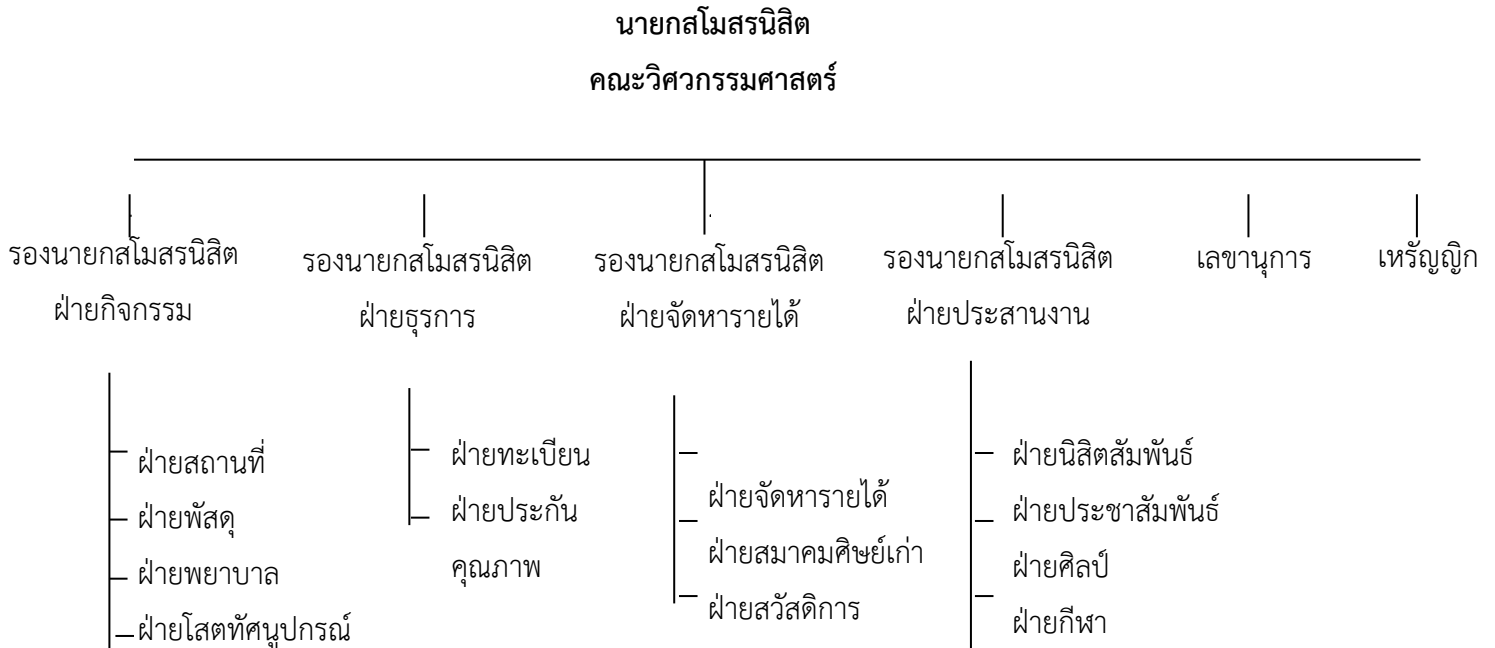 นายกสโมสรนิสิต
คณะวิศวกรรมศาสตร์
รองนายกสโมสรนิสิต
ฝ่ายกิจกรรม
รองนายกสโมสรนิสิต
ฝ่ายธุรการ
รองนายกสโมสรนิสิต
ฝ่ายจัดหารายได้
รองนายกสโมสรนิสิต
ฝ่ายประสานงาน
เลขานุการ
เหรัญญิก
ฝ่ายสถานที่
ฝ่ายพัสดุ
ฝ่ายพยาบาล
ฝ่ายโสตทัศนูปกรณ์
ฝ่ายทะเบียน
ฝ่ายประกัน
คุณภาพ
ฝ่ายจัดหารายได้
ฝ่ายสมาคมศิษย์เก่า
ฝ่ายสวัสดิการ
ฝ่ายนิสิตสัมพันธ์
ฝ่ายประชาสัมพันธ์
ฝ่ายศิลป์
ฝ่ายกีฬา